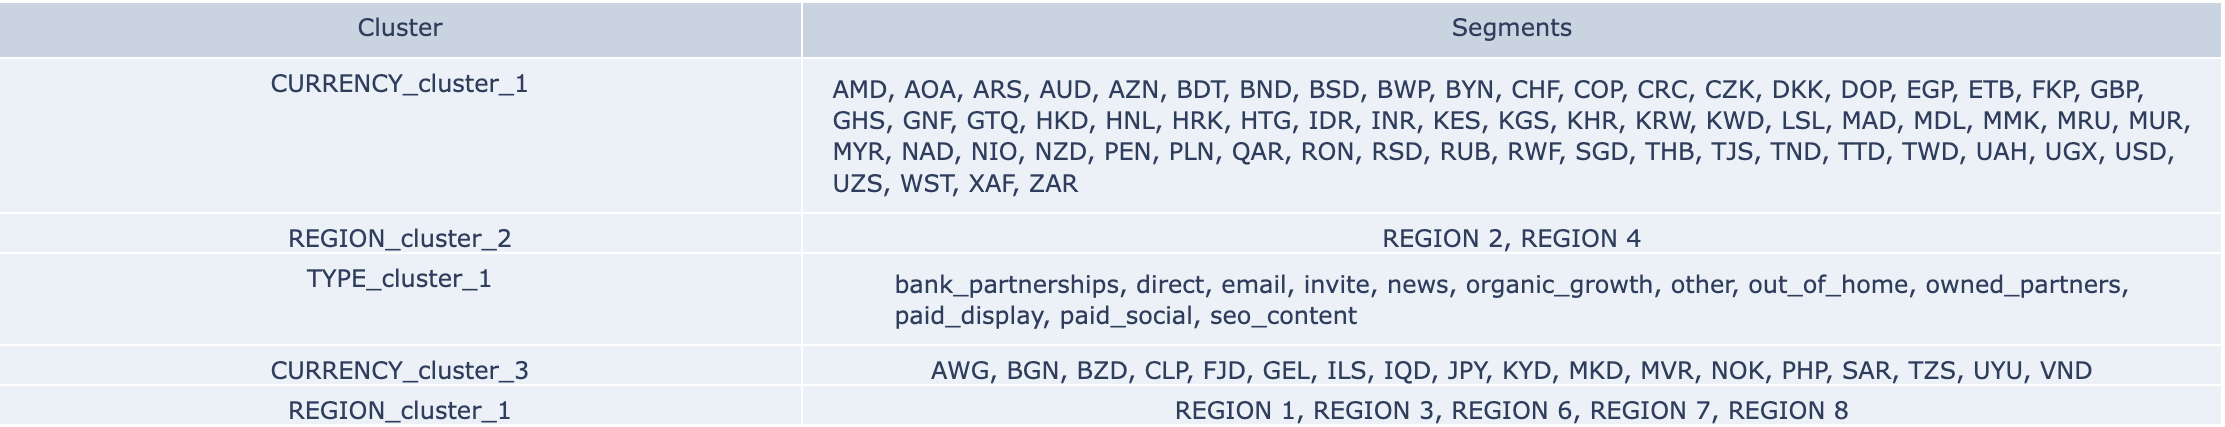 Cluster Segments
CURRENCY_cluster_1
AMD, AOA, ARS, AUD, AZN, BDT, BND, BSD, BWP, BYN, CHF, COP, CRC, CZK, DKK, DOP, EGP, ETB, FKP, GBP,
GHS, GNF, GTQ, HKD, HNL, HRK, HTG, IDR, INR, KES, KGS, KHR, KRW, KWD, LSL, MAD, MDL, MMK, MRU, MUR,
MYR, NAD, NIO, NZD, PEN, PLN, QAR, RON, RSD, RUB, RWF, SGD, THB, TJS, TND, TTD, TWD, UAH, UGX, USD,
UZS, WST, XAF, ZAR
REGION_cluster_2 REGION 2, REGION 4
TYPE_cluster_1
bank_partnerships, direct, email, invite, news, organic_growth, other, out_of_home, owned_partners,
paid_display, paid_social, seo_content
CURRENCY_cluster_3 AWG, BGN, BZD, CLP, FJD, GEL, ILS, IQD, JPY, KYD, MKD, MVR, NOK, PHP, SAR, TZS, UYU, VND
REGION_cluster_1 REGION 1, REGION 3, REGION 6, REGION 7, REGION 8